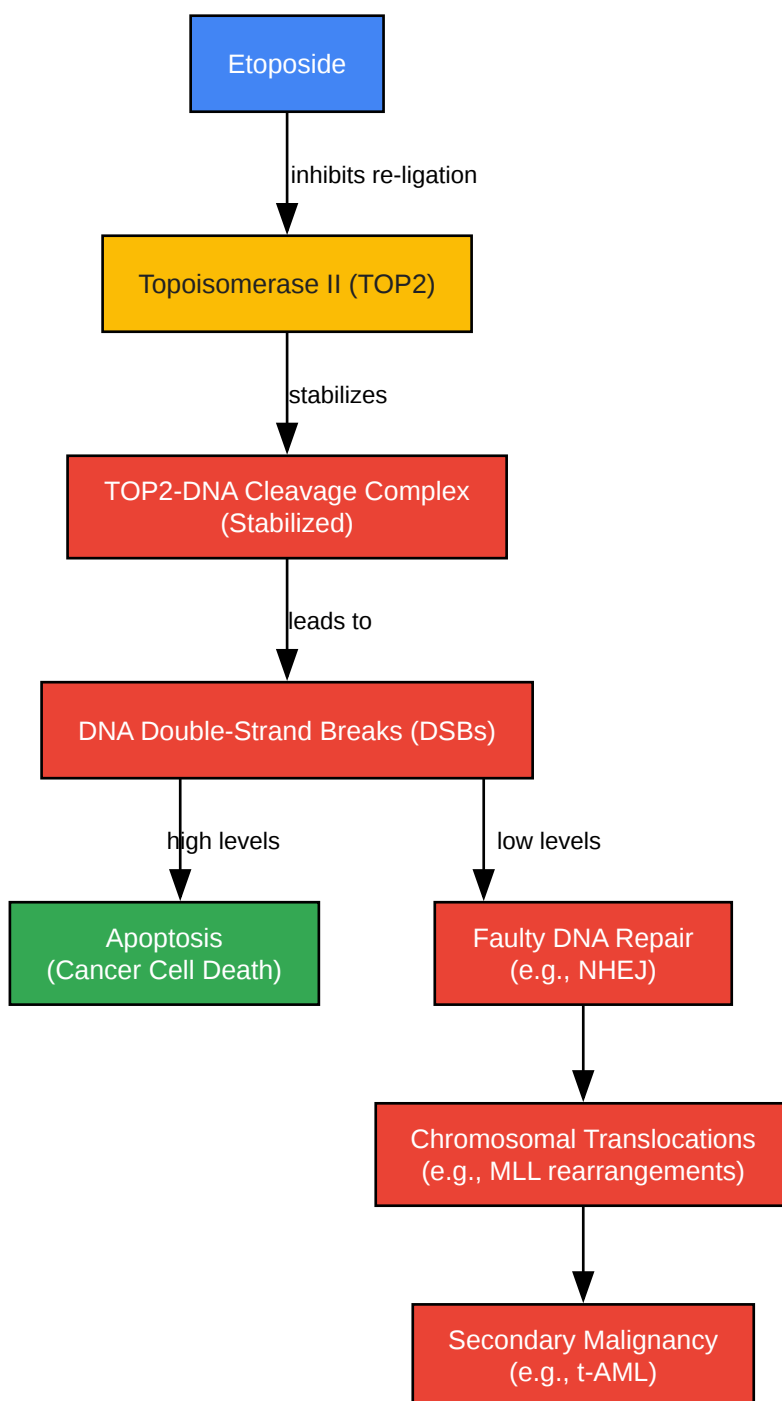 Etoposide
inhibits re-ligation
Topoisomerase II (TOP2)
stabilizes
TOP2-DNA Cleavage Complex
(Stabilized)
leads to
DNA Double-Strand Breaks (DSBs)
high levels
low levels
Apoptosis
(Cancer Cell Death)
Faulty DNA Repair
(e.g., NHEJ)
Chromosomal Translocations
(e.g., MLL rearrangements)
Secondary Malignancy
(e.g., t-AML)